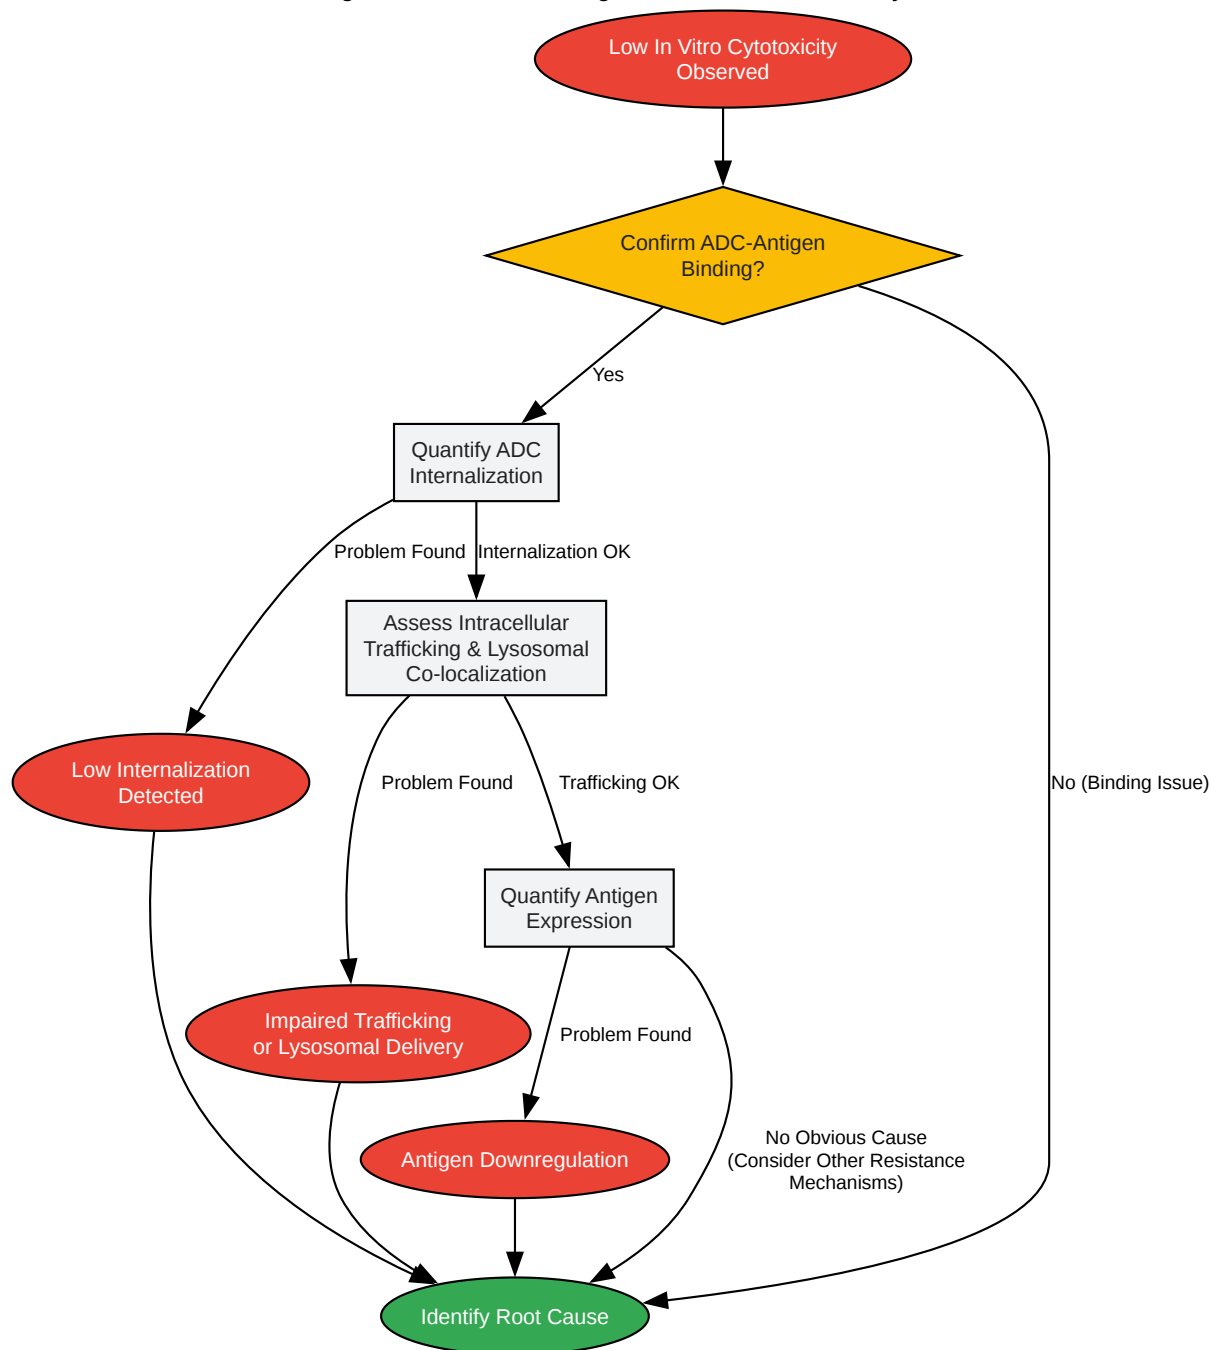 Low In Vitro Cytotoxicity
Observed
Confirm ADC-Antigen
Binding?
Yes
Quantify ADC
Internalization
Problem Found
Internalization OK
Assess Intracellular
Trafficking & Lysosomal
Co-localization
Low Internalization
Detected
Problem Found
Trafficking OK
No (Binding Issue)
Quantify Antigen
Expression
Impaired Trafficking
or Lysosomal Delivery
Problem Found
No Obvious Cause
(Consider Other Resistance
Mechanisms)
Antigen Downregulation
Identify Root Cause